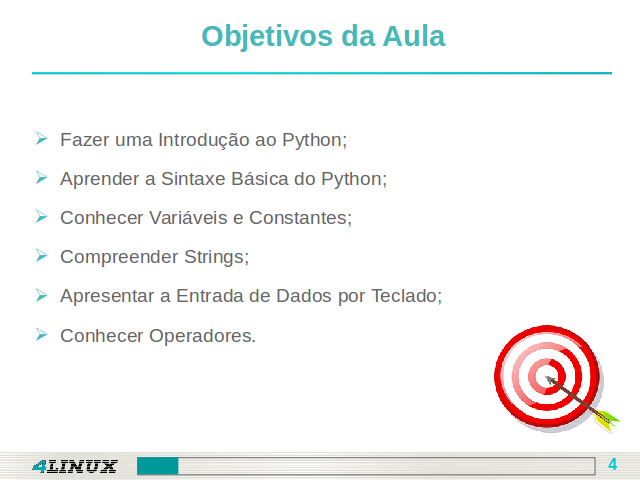 Objetivos da Aula
Fazer uma Introdução ao Python;
Aprender a Sintaxe Básica do Python;
Conhecer Variáveis e Constantes;
Compreender Strings;
Apresentar a Entrada de Dados por Teclado;
Conhecer Operadores.
4LINUX
4